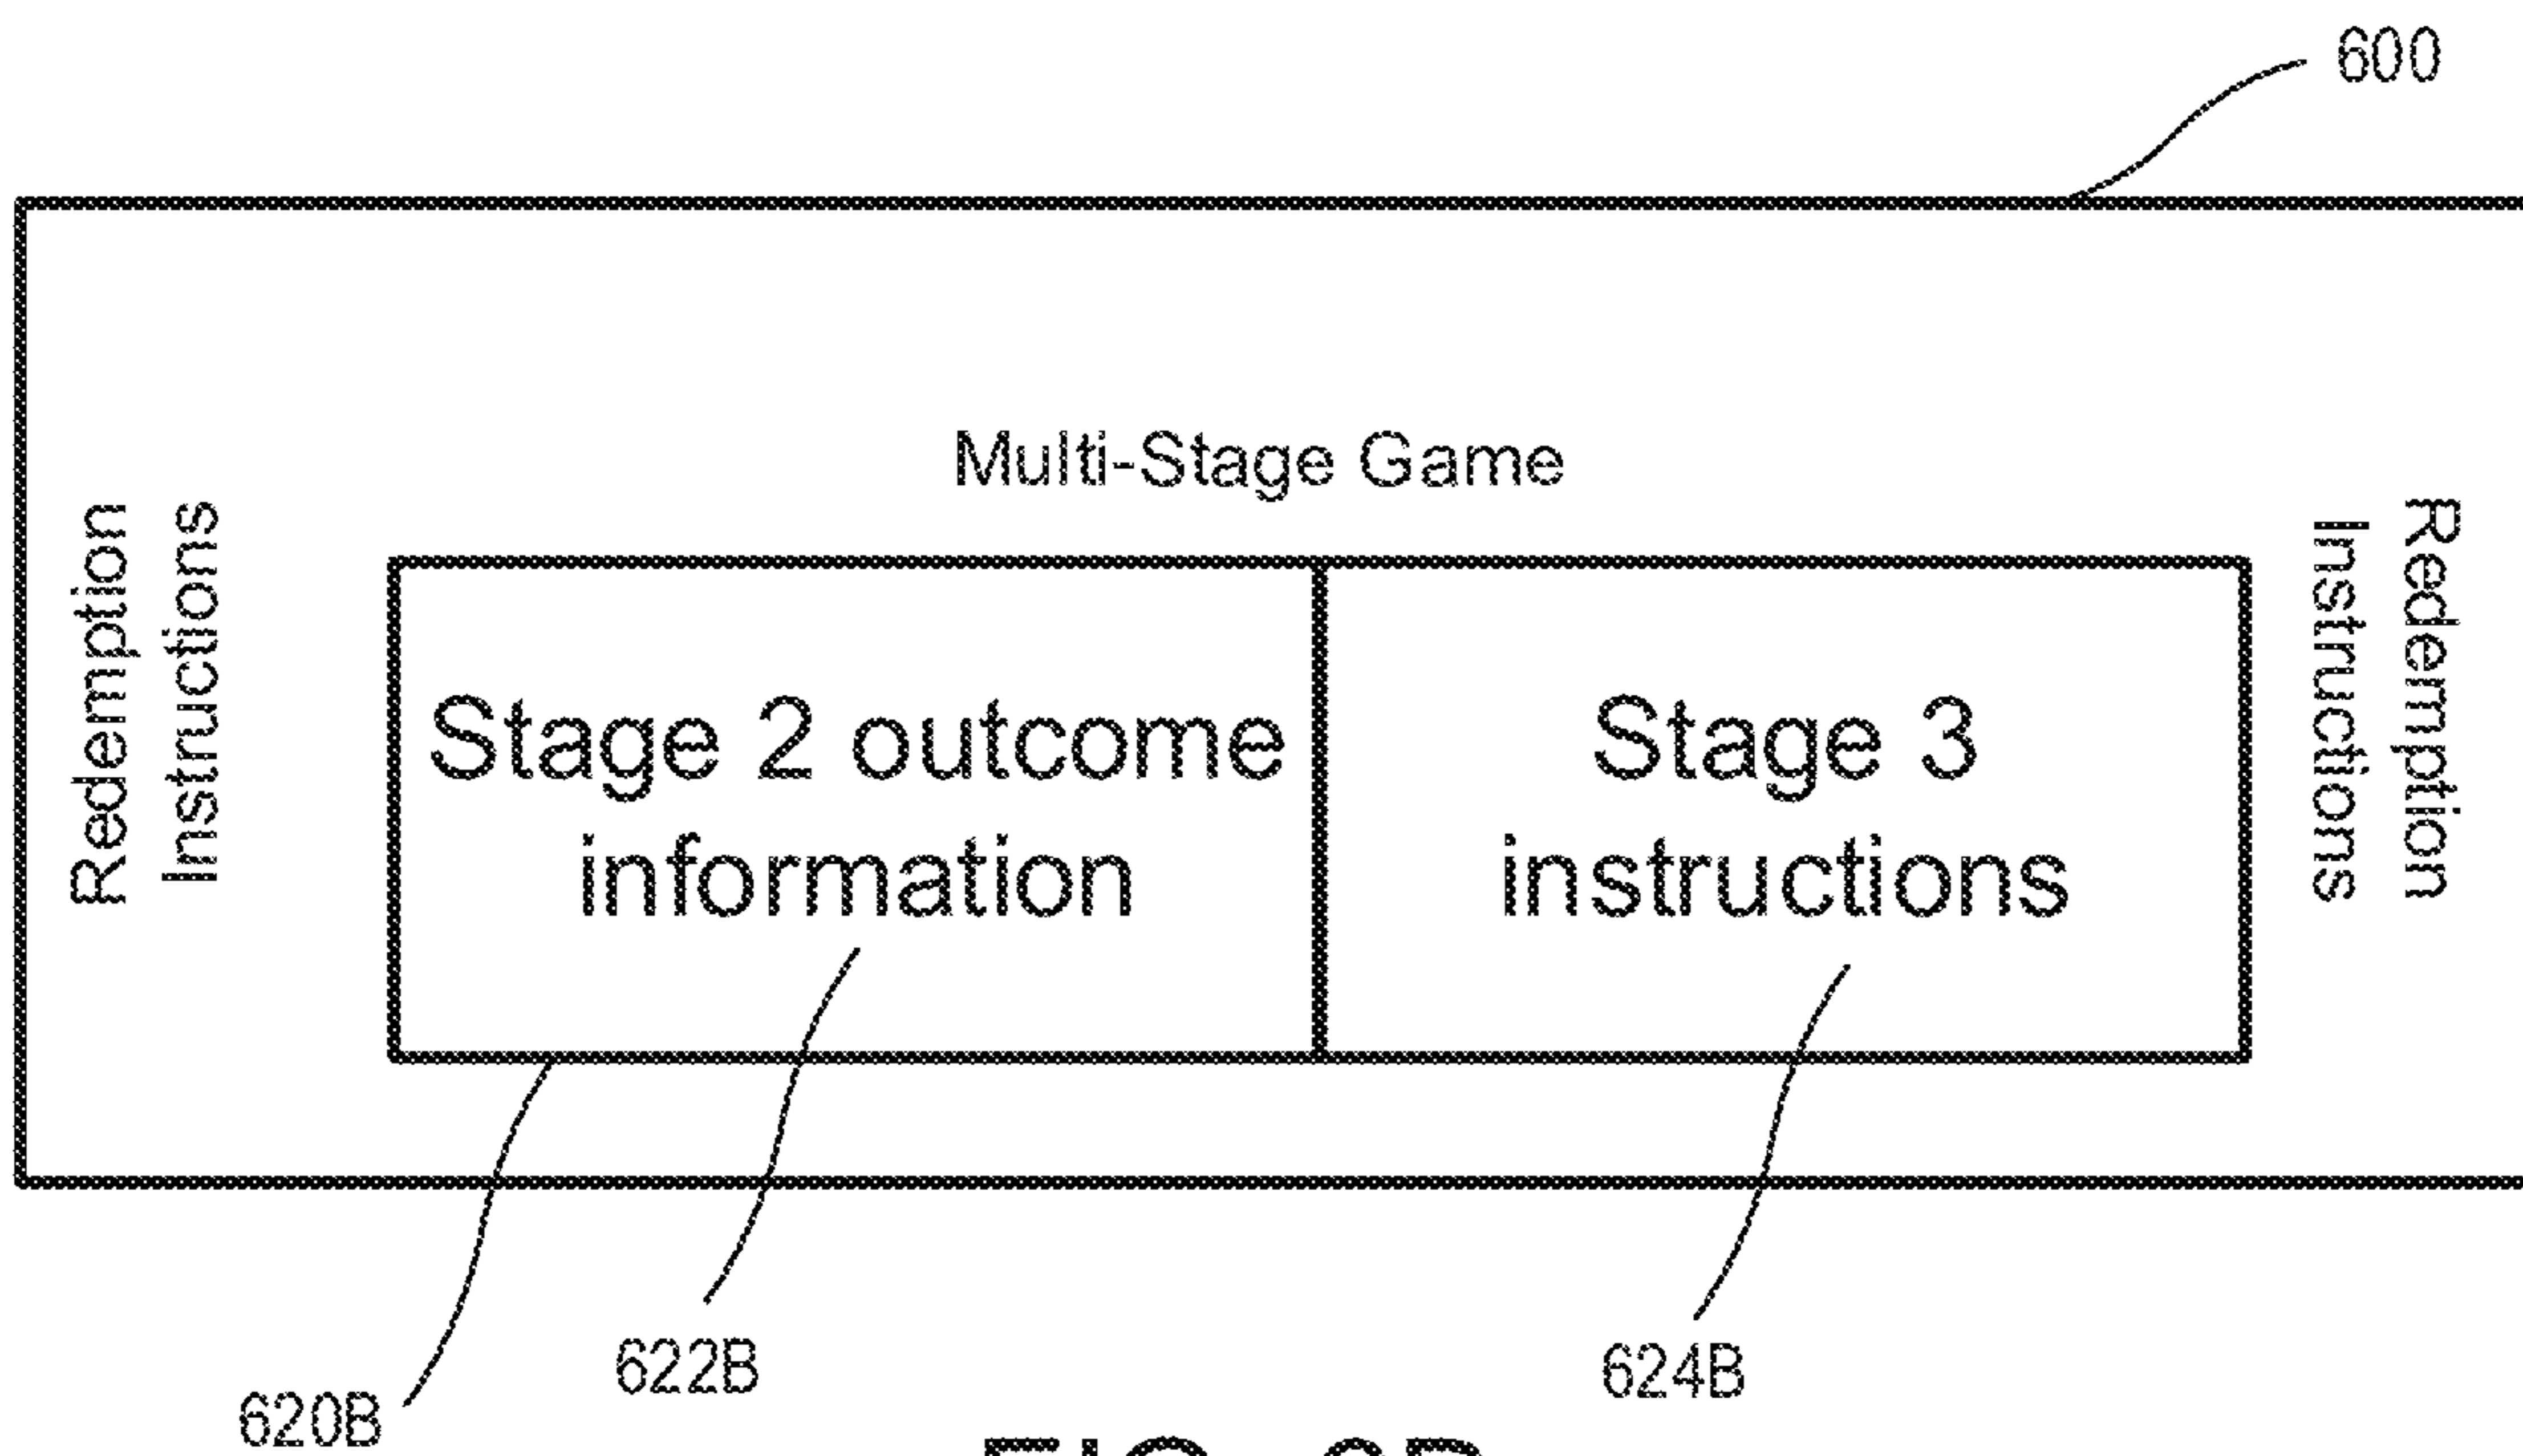 600
Multi-Stage Game
Redemption
Instructions
Stage 2 outcome
information
Stage 3
instructions
Redemption
Instructions
622B
624B
620B